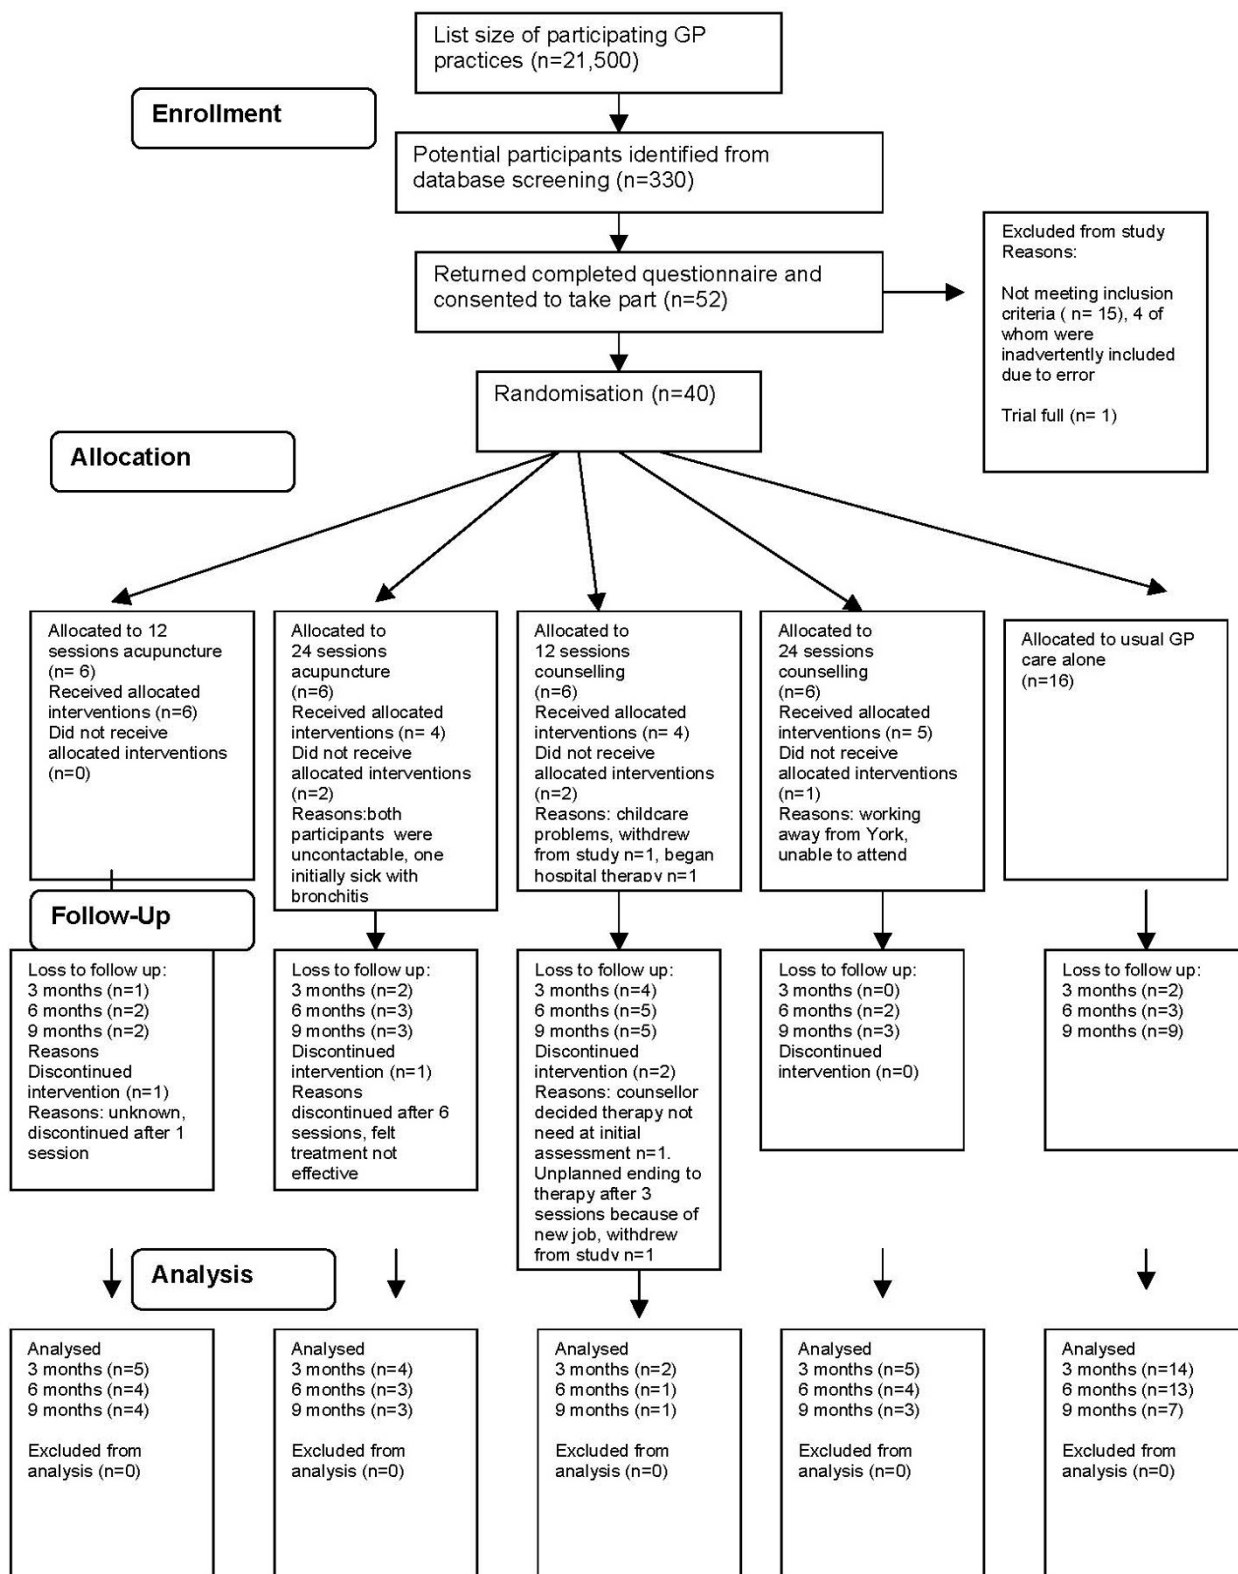 List size of participating GP
practices (n=21,500)
Enrollment
Potential participants identified from
database screening (n=330)
Returned completed questionnaire and
consented to take part (n=52)
Excluded from study
Reasons:
Not meeting inclusion
criteria ( n= 15), 4 of
whom were
inadvertently included
due to error
Trial full (n= 1)
Randomisation (n=40)
Allocation
Allocated to 12
sessions acupuncture
(n= 6)
Received allocated
interventions (n=6)
Did not receive
allocated interventions
(n=0)
Allocated to
24 sessions
acupuncture
(n=6)
Received allocated
interventions (n= 4)
Did not receive
allocated interventions
(n=2)
Reasons:both
participants were
uncontactable, one
initially sick with
bronchitis
Allocated to
12 sessions
counselling
(n=6)
Received allocated
interventions (n= 4)
Did not receive
allocated interventions
(n=2)
Reasons: childcare
problems, withdrew
from study n=1, began
hospital therapy n=1
Allocated to
24 sessions
counselling
(n=6)
Received allocated
interventions (n= 5)
Did not receive
allocated interventions
(n=1)
Reasons: working
away from York,
unable to attend
Allocated to usual GP
care alone
(n=16)
Follow-Up
Loss to follow up:
3 months (n=1)
6 months (n=2)
9 months (n=2)
Reasons
Discontinued
intervention (n=1)
Reasons: unknown,
discontinued after 1
session
Loss to follow up:
3 months (n=2)
6 months (n=3)
9 months (n=3)
Discontinued
intervention (n=1)
Reasons
discontinued after 6
sessions, felt
treatment not
effective
Loss to follow up:
3 months (n=4)
6 months (n=5)
9 months (n=5)
Discontinued
intervention (n=2)
Reasons: counsellor
decided therapy not
need at initial
assessment n=1.
Unplanned ending to
therapy after 3
sessions because of
new job, withdrew
from study n=1
Loss to follow up:
3 months (n=0)
6 months (n=2)
9 months (n=3)
Discontinued
intervention (n=0)
Loss to follow up:
3 months (n=2)
6 months (n=3)
9 months (n=9)
Analysis
Analysed
3 months (n=5)
6 months (n=4)
9 months (n=4)
Excluded from
analysis (n=0)
Analysed
3 months (n=4)
6 months (n=3)
9 months (n=3)
Excluded from
analysis (n=0)
Analysed
3 months (n=2)
6 months (n=1)
9 months (n=1)
Excluded from
analysis (n=0)
Analysed
3 months (n=5)
6 months (n=4)
9 months (n=3)
Excluded from
analysis (n=0)
Analysed
3 months (n=14)
6 months (n=13)
9 months (n=7)
Excluded from
analysis (n=0)